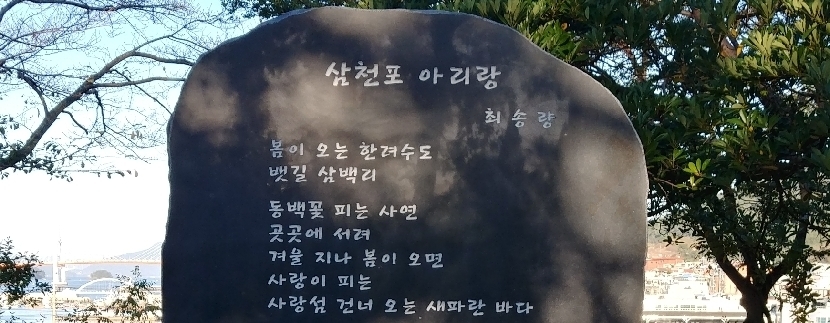 삼천포 아리랑
최송량
봄이 오는 한려수도
뱃길 삼백리
동백꽃 피는 사연
곳곳에 서려
겨울 지나 봄이 오면
사랑이 피는
사랑섬 건너 오는 새파란 바다